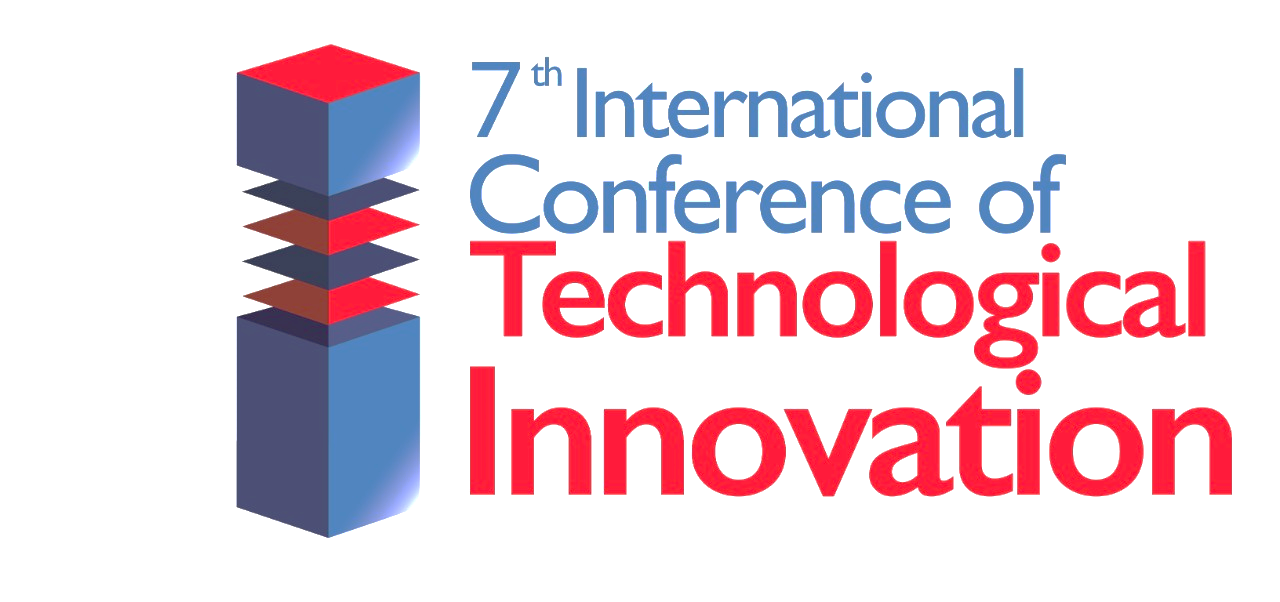 7th International
Conference of
Technological
Innovation